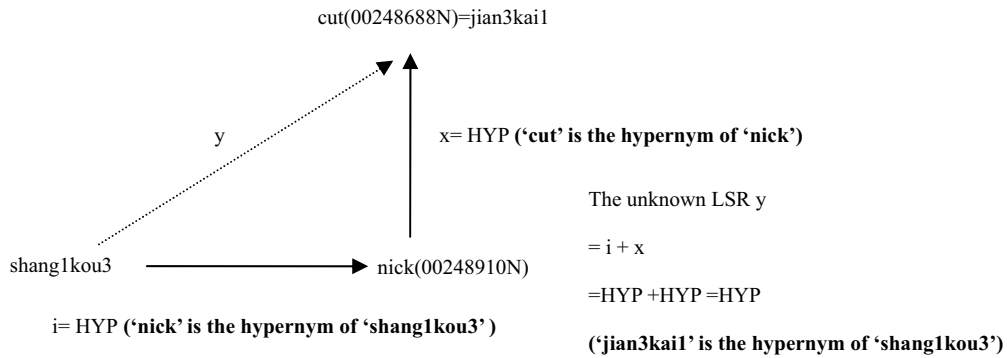 cut(00248688N)=jian3kai1
y
x= HYP (‘cut’ is the hypernym of ‘nick’)
The unknown LSR y
= i + x
shang1kou3
nick(00248910N)
=HYP +HYP =HYP
i= HYP (‘nick’ is the hypernym of ‘shang1kou3’ )
(‘jian3kai1’ is the hypernym of ‘shang1kou3’)